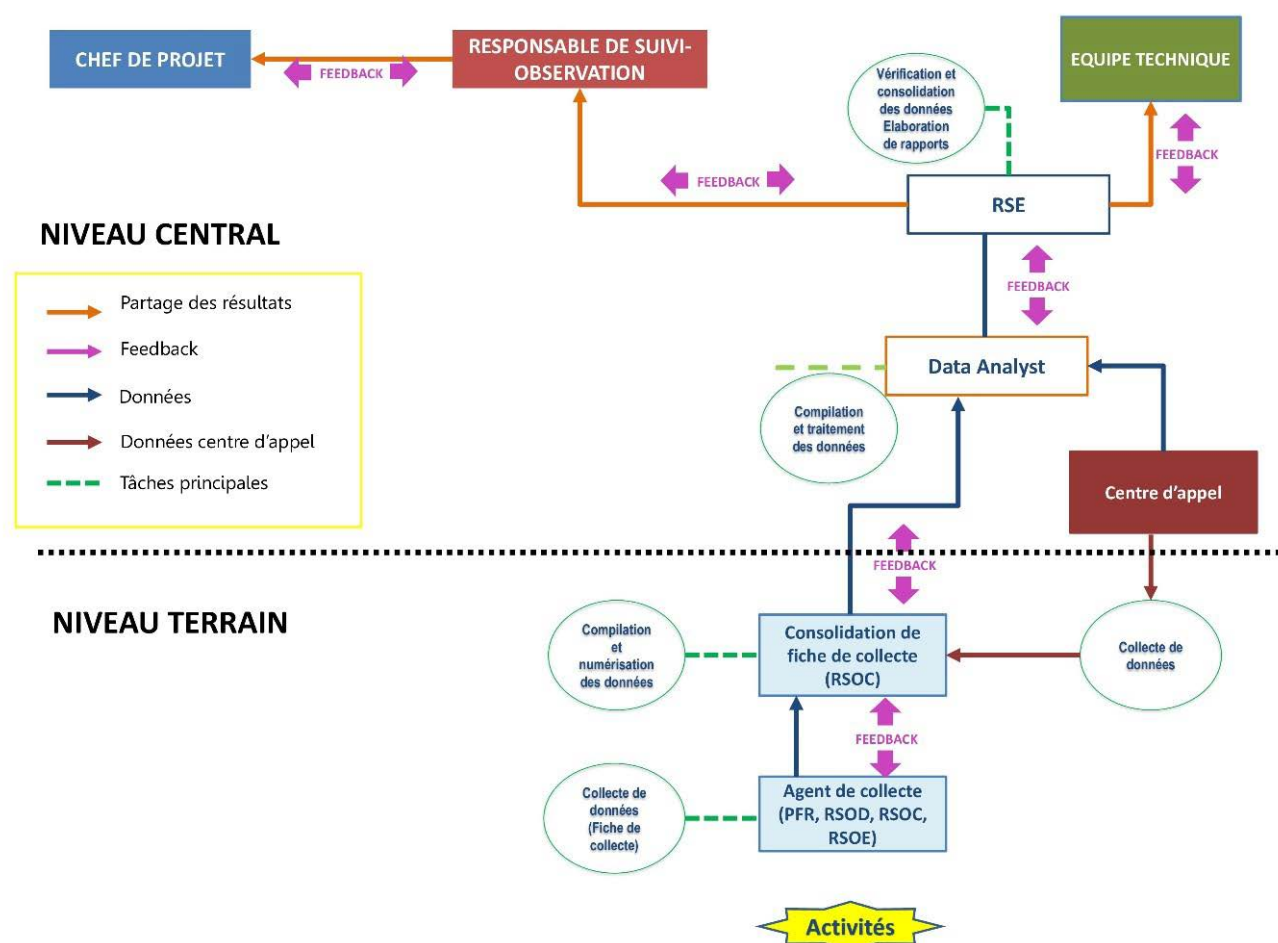 CHEF DE PROJET
FEEDBACK
RESPONSABLE DE SUIVI-
OBSERVATION
Vérification et
consolidation
des données
Elaboration
de rapports
EQUIPE TECHNIQUE
FEEDBACK
FEEDBACK
RSE
NIVEAU CENTRAL
FEEDBACK
Partage des résultats
Feedback
Données
Données centre d'appel
Tâches principales
Data Analyst
Compilation
et traitement
des données
Centre d'appel
FEEDBACK
NIVEAU TERRAIN
Compilation
et
numérisation
des données
Consolidation de
fiche de collecte
(RSOC)
Collecte de
données
FEEDBACK
Collecte de
données
(Fiche de
collecte)
Agent de collecte
(PFR, RSOD, RSOC,
RSOE)
Activités